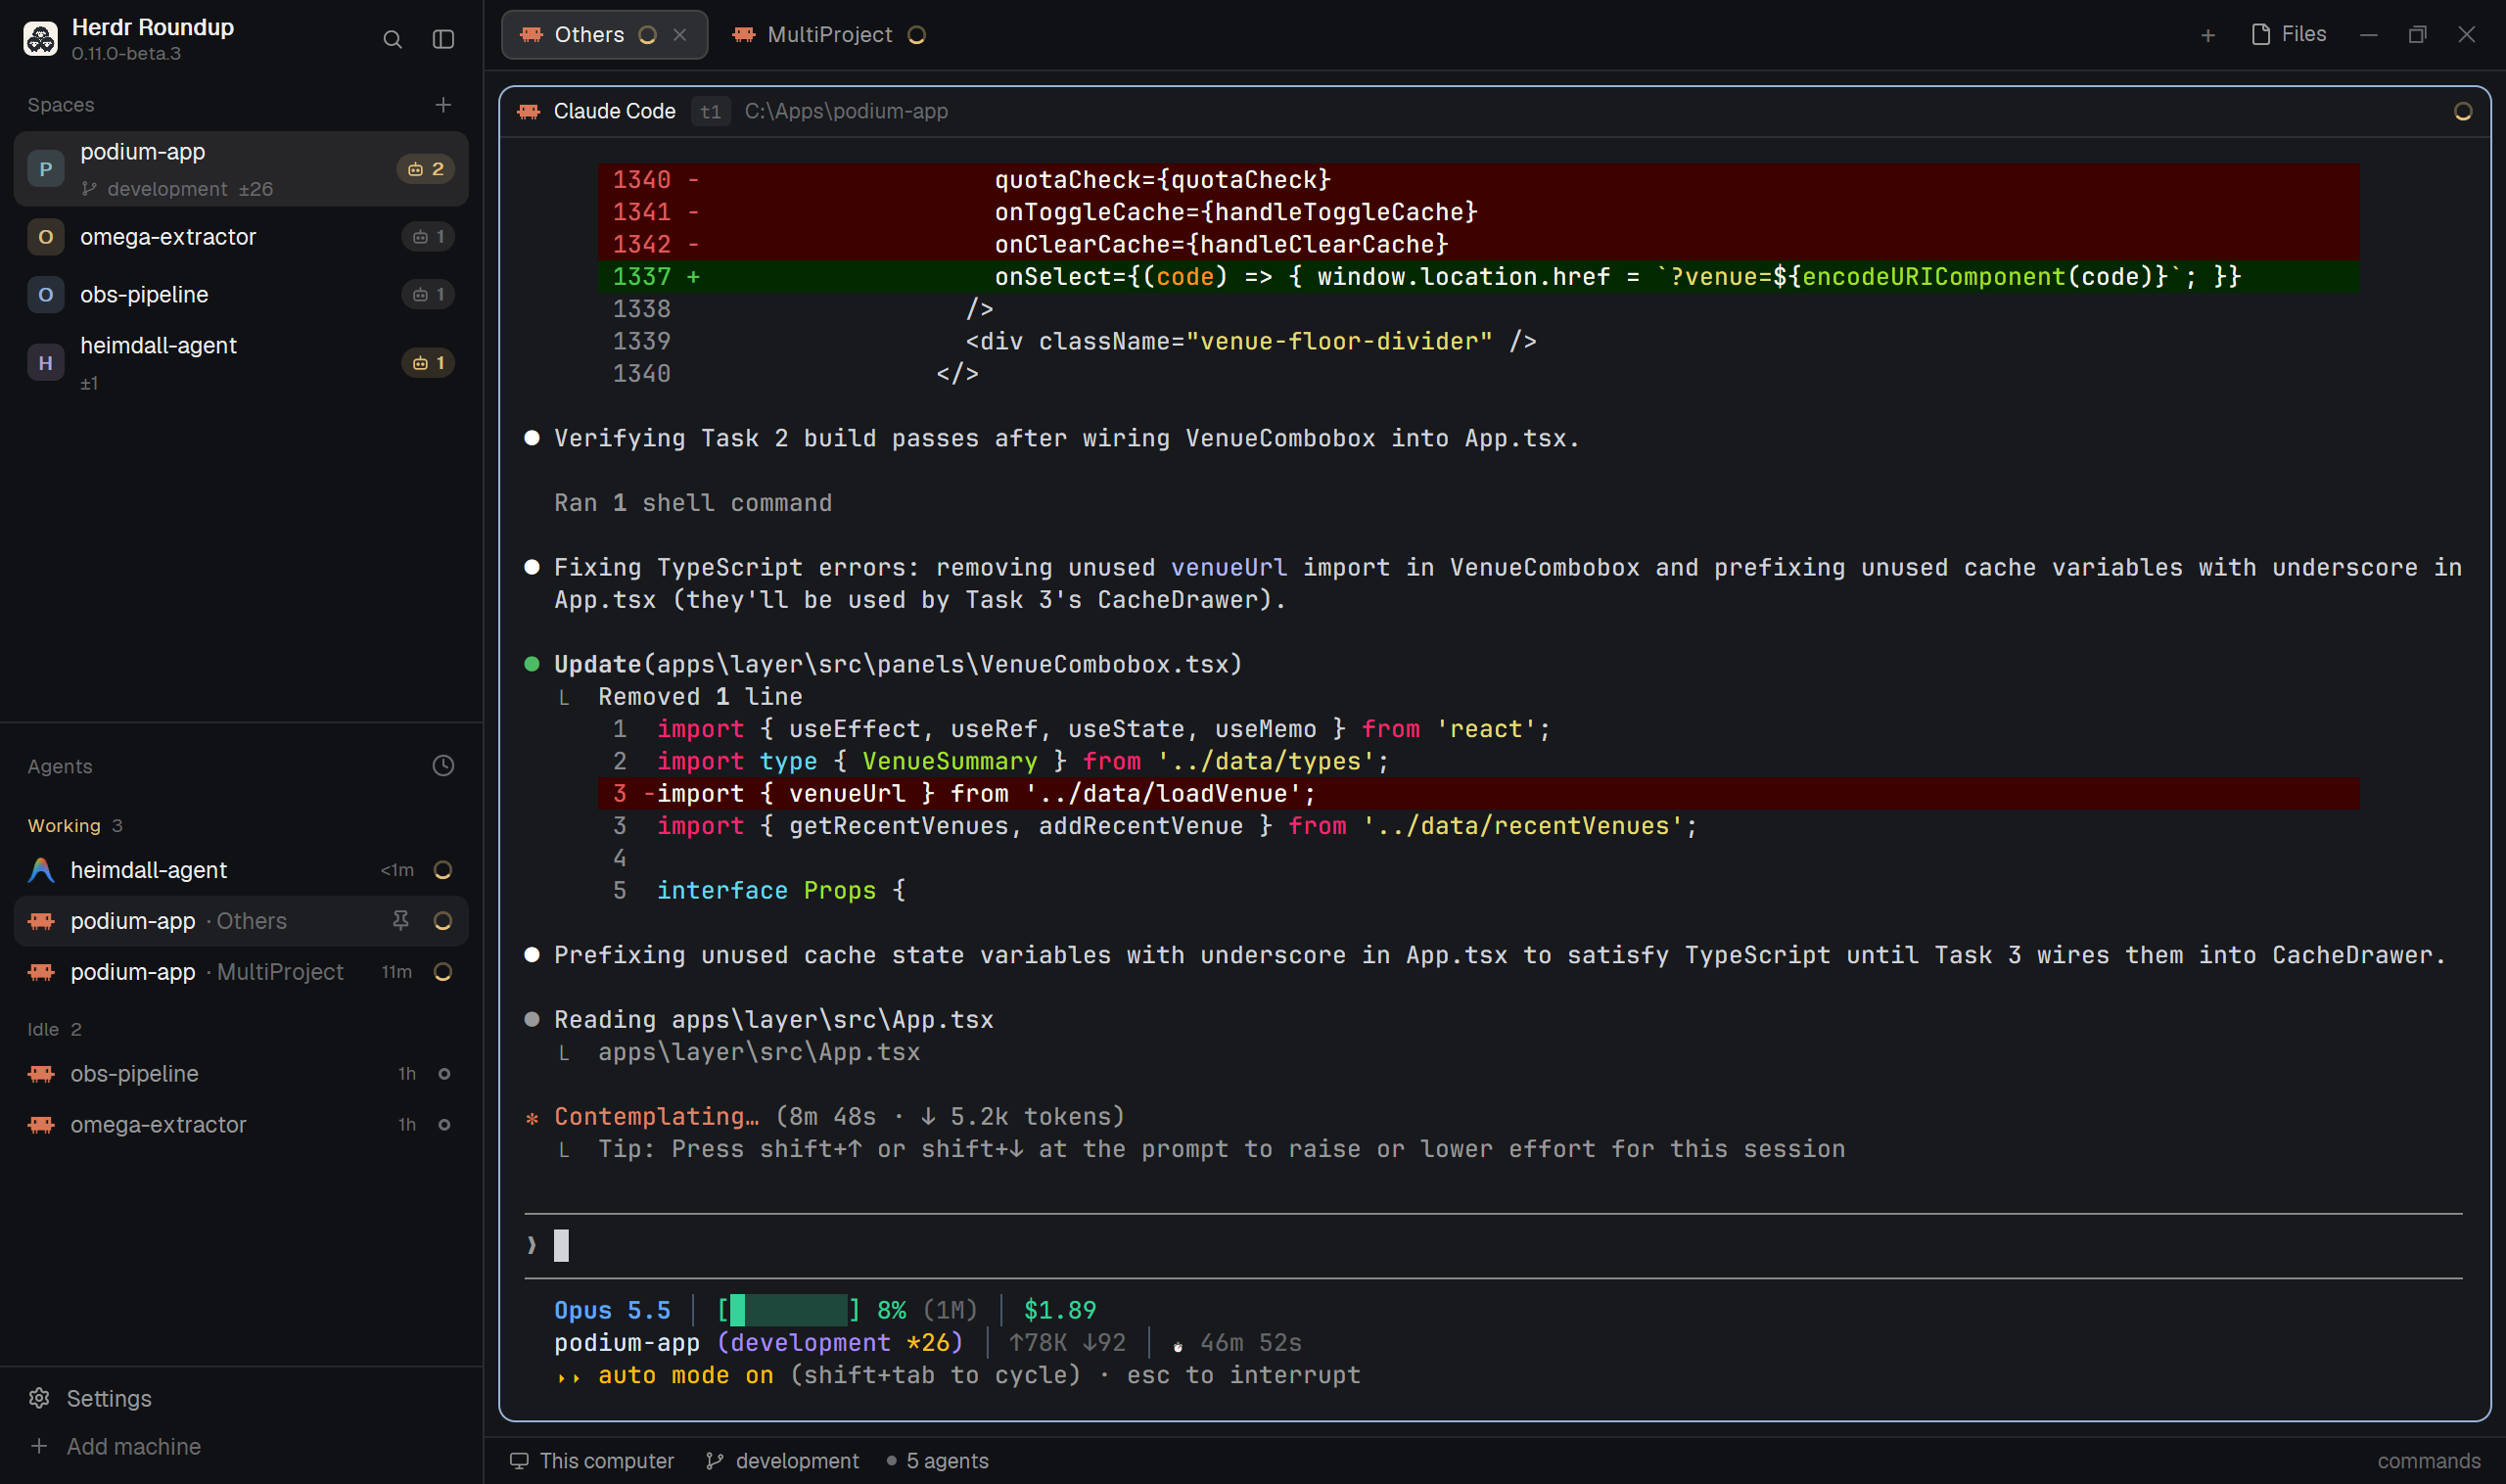 Herdr Roundup
0.11.0-beta.3
Spaces
P
podium-app
2
development ±26
O
omega-extractor
1
O
obs-pipeline
1
H
heimdall-agent
1
±1
Agents
Working 3
heimdall-agent <1m
podium-app · Others
podium-app · MultiProject 11m
Idle 2
obs-pipeline 1h
omega-extractor 1h
Settings
+ Add machine
Others
MultiProject
Files
Claude Code t1 C:\Apps\podium-app
1340 - quotaCheck={quotaCheck}
1341 - onToggleCache={handleToggleCache}
1342 - onClearCache={handleClearCache}
1337 + onSelect={(code) => { window.location.href = `?venue=${encodeURIComponent(code)}`; }}
1338 />
1339 <div className="venue-floor-divider" />
1340 </>
● Verifying Task 2 build passes after wiring VenueCombobox into App.tsx.
Ran 1 shell command
● Fixing TypeScript errors: removing unused venueUrl import in VenueCombobox and prefixing unused cache variables with underscore in
App.tsx (they'll be used by Task 3's CacheDrawer).
● Update(apps\layer\src\panels\VenueCombobox.tsx)
└ Removed 1 line
1 import { useEffect, useRef, useState, useMemo } from 'react';
2 import type { VenueSummary } from '../data/types';
3 -import { venueUrl } from '../data/loadVenue';
3 import { getRecentVenues, addRecentVenue } from '../data/recentVenues';
4
5 interface Props {
● Prefixing unused cache state variables with underscore in App.tsx to satisfy TypeScript until Task 3 wires them into CacheDrawer.
● Reading apps\layer\src\App.tsx
└ apps\layer\src\App.tsx
✻ Contemplating… (8m 48s · ↓ 5.2k tokens)
└ Tip: Press shift+↑ or shift+↓ at the prompt to raise or lower effort for this session
❯
Opus 5.5 │ [ ] 8% (1M) │ $1.89
podium-app (development *26) │ ↑78K ↓92 │ 46m 52s
⏵⏵ auto mode on (shift+tab to cycle) · esc to interrupt
This computer development 5 agents
commands